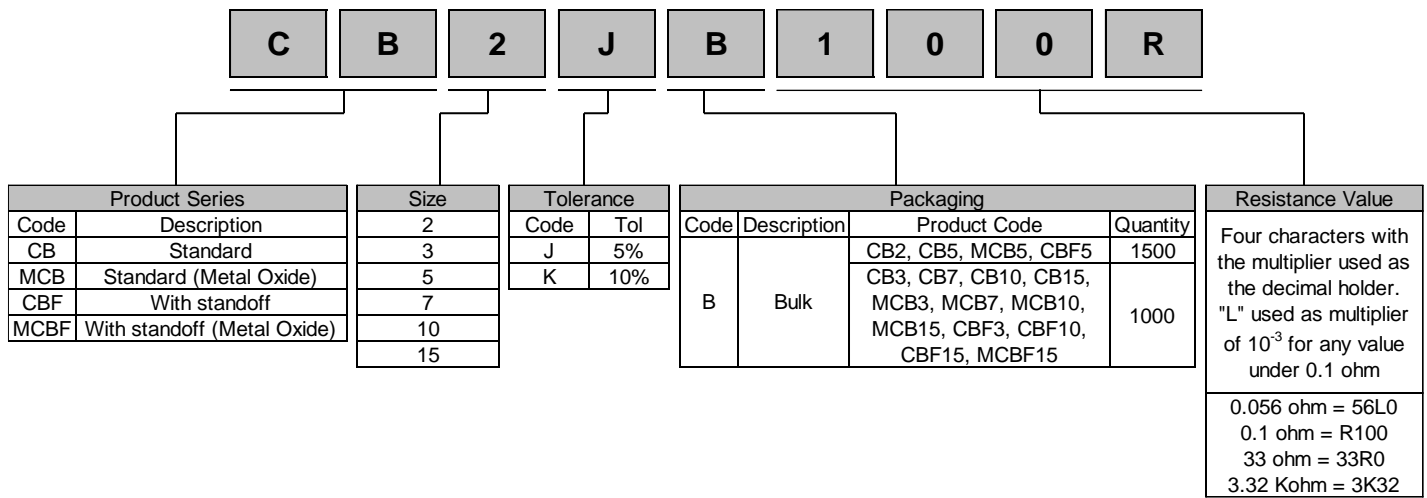 C B 2 J B 1 0 0 R
Product Series
Code Description
CB Standard
MCB Standard (Metal Oxide)
CBF With standoff
MCBF With standoff (Metal Oxide)
Size
2
3
5
7
10
15
Tolerance
Code Tol
J 5%
K 10%
Packaging
Code Description Product Code Quantity
B Bulk
CB2, CB5, MCB5, CBF5 1500
CB3, CB7, CB10, CB15,
MCB3, MCB7, MCB10,
MCB15, CBF3, CBF10,
CBF15, MCBF15
1000
Resistance Value
Four characters with
the multiplier used as
the decimal holder.
"L" used as multiplier
of 10⁻³ for any value
under 0.1 ohm
0.056 ohm = 56L0
0.1 ohm = R100
33 ohm = 33R0
3.32 Kohm = 3K32